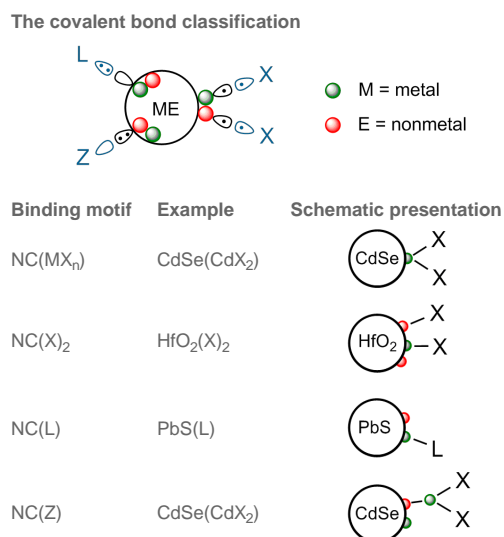 The covalent bond classification
L
X
ME
M = metal
E = nonmetal
Z
X
Binding motif Example Schematic presentation
NC(MXₙ) CdSe(CdX₂) CdSe X X
NC(X)₂ HfO₂(X)₂ HfO₂ X X
NC(L) PbS(L) PbS L
NC(Z) CdSe(CdX₂) CdSe X X